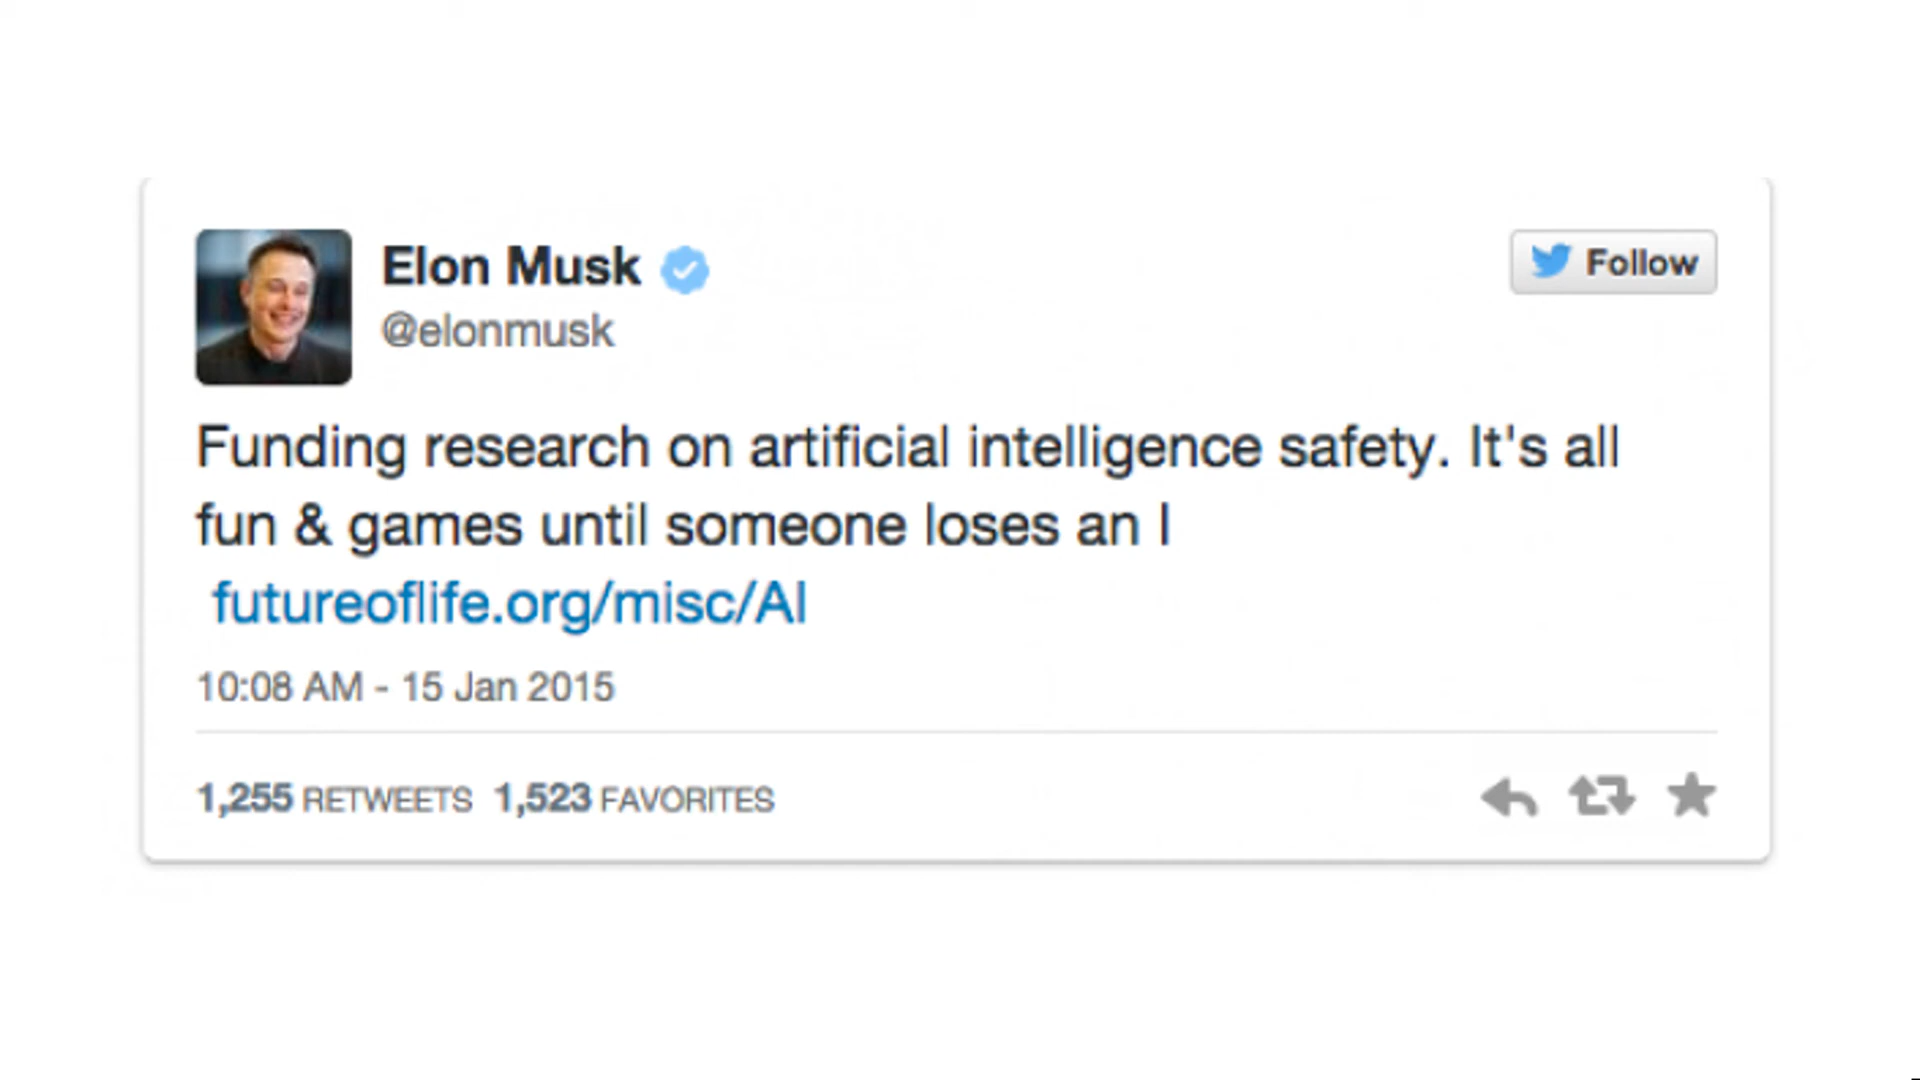 Elon Musk
Follow
@elonmusk
Funding research on artificial intelligence safety. It's all
fun & games until someone loses an I
futureoflife.org/misc/AI
10:08 AM - 15 Jan 2015
1,255 RETWEETS 1,523 FAVORITES